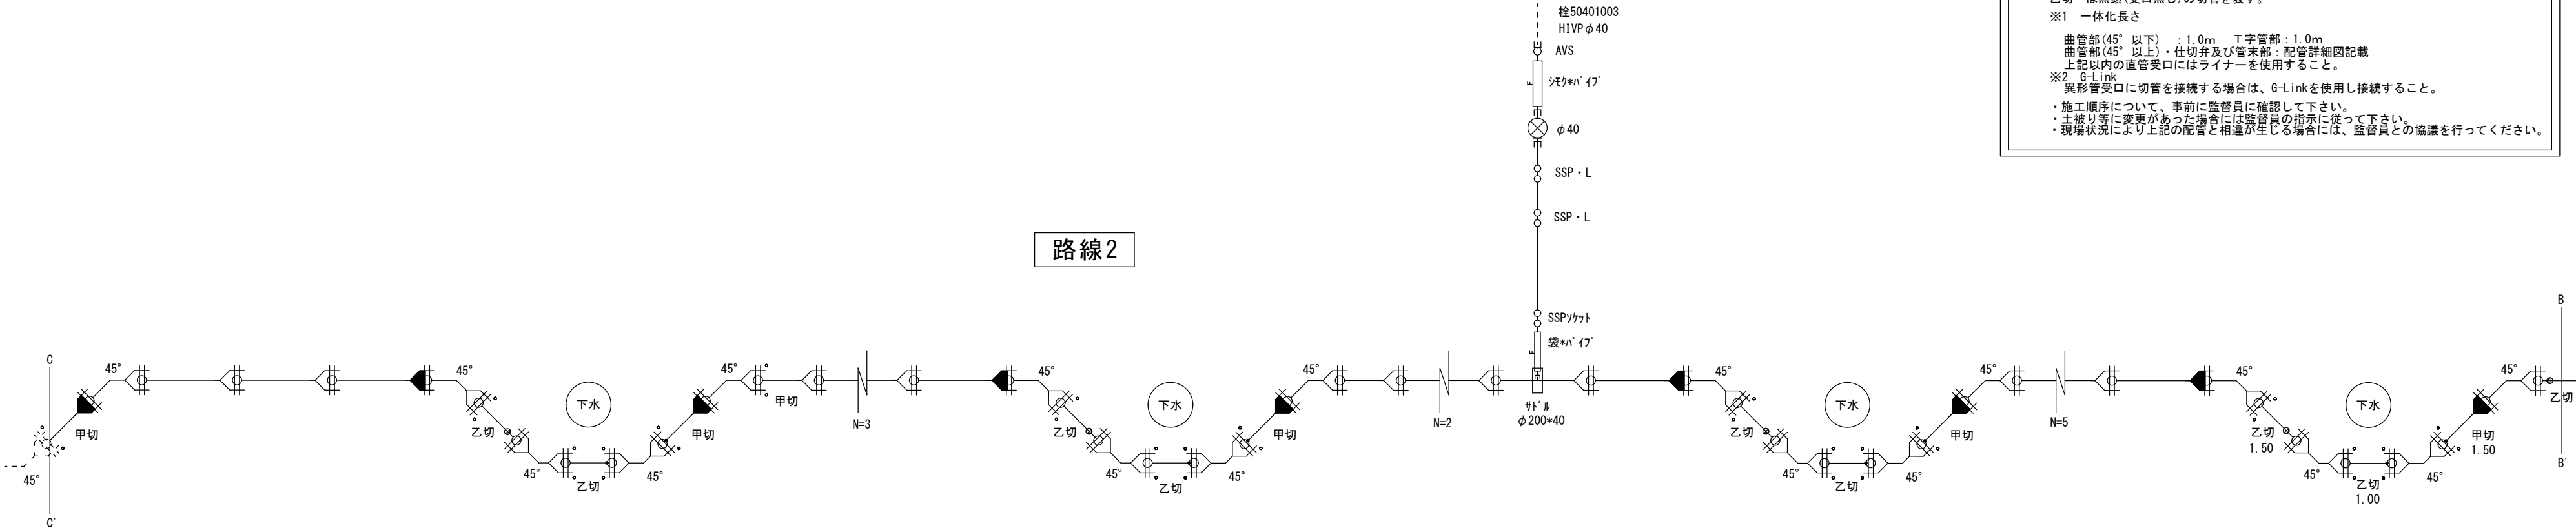 栓50401003
HIVPφ40
AVS
ｼﾓｸ*ﾊﾟｲﾌﾟ
F
φ40
SSP・L
SSP・L
SSPｿｹｯﾄ
袋*ﾊﾟｲﾌﾟ
F
ｻﾄﾞﾙ
φ200*40
※1 一体化長さ
曲管部(45°以下) :1.0m T字管部:1.0m
曲管部(45°以上)・仕切弁及び管末部:配管詳細図記載
上記以内の直管受口にはライナーを使用すること。
※2 G-Link
異形管受口に切管を接続する場合は、G-Linkを使用し接続すること。
・施工順序について、事前に監督員に確認して下さい。
・土被り等に変更があった場合には監督員の指示に従って下さい。
・現場状況により上記の配管と相違が生じる場合には、監督員との協議を行ってください。
路線2
C
C'
45°
甲切
45°
45°
乙切
45°
下水
乙切
45°
甲切
45°
甲切
N=3
45°
乙切
45°
下水
乙切
45°
甲切
45°
N=2
45°
乙切
45°
下水
乙切
45°
甲切
45°
N=5
45°
乙切
1.50
45°
下水
乙切
1.00
45°
甲切
1.50
45°
乙切
B
B'